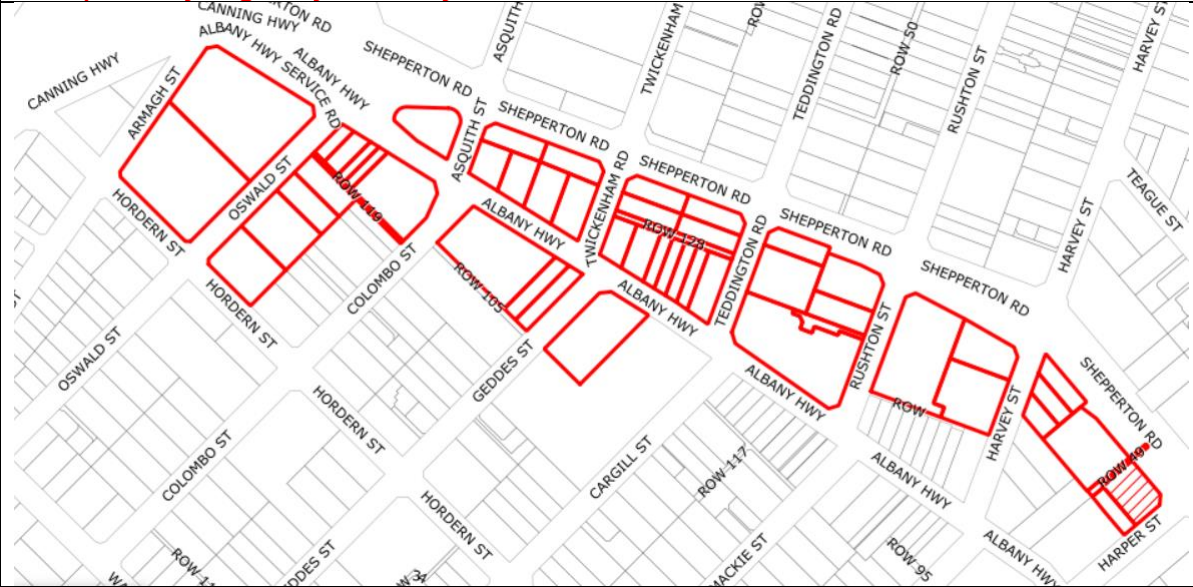 CANNING HWY
ALBANY HWY SERVICE RD
ALBANY HWY
SHEPPERTON RD
ASQUITH
TWICKENHAM
ROW
TEDDINGTON RD
ROW 50
RUSHTON ST
HARVEY ST
CANNING HWY
ARMAGH ST
ASQUITH ST
SHEPPERTON RD
SHEPPERTON RD
TEAGUE ST
HORDERN ST
OSWALD ST
ROW 119
ALBANY HWY
TWICKENHAM RD
ROW 128
TEDDINGTON RD
SHEPPERTON RD
HARVEY ST
COLOMBO ST
ROW 105
ALBANY HWY
SHEPPERTON RD
HORDERN ST
OSWALD ST
GEDDES ST
RUSHTON ST
ALBANY HWY
ROW
HARVEY ST
SHEPPERTON RD
HORDERN ST
COLOMBO ST
CARGILL ST
ROW 117
ALBANY HWY
ROW 49
HORDERN ST
MACKIE ST
ROW 95
ALBANY HWY
HARPER ST